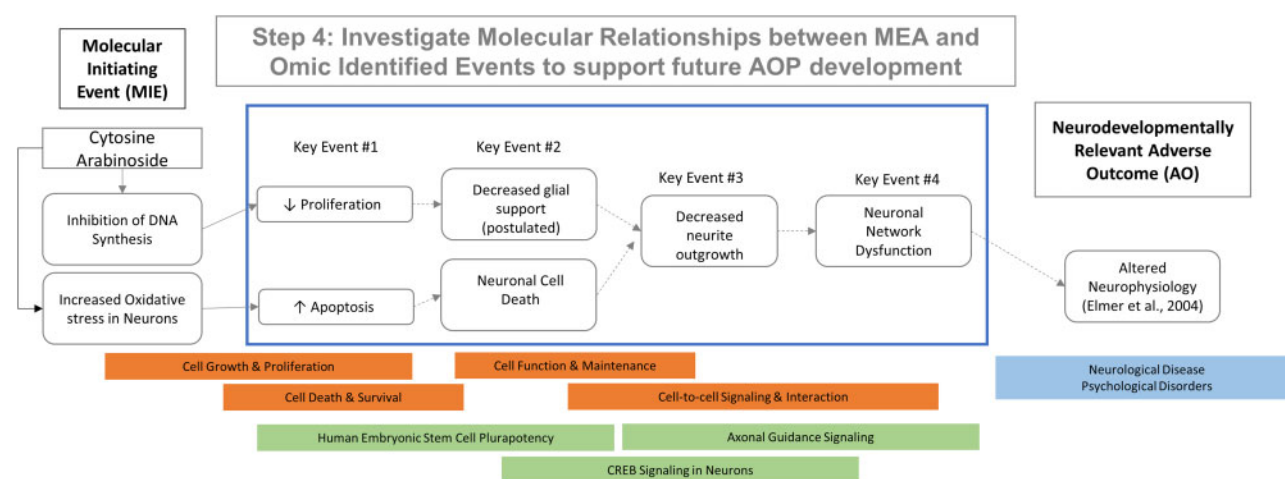 Step 4: Investigate Molecular Relationships between MEA and
Omic Identified Events to support future AOP development
Molecular
Initiating
Event (MIE)
Neurodevelopmentally
Relevant Adverse
Outcome (AO)
Cytosine
Arabinoside
Key Event #1
Key Event #2
Key Event #3
Key Event #4
Inhibition of DNA
Synthesis
↓ Proliferation
Decreased glial
support
(postulated)
Decreased
neurite
outgrowth
Neuronal
Network
Dysfunction
Increased Oxidative
stress in Neurons
↑ Apoptosis
Neuronal Cell
Death
Altered
Neurophysiology
(Elmer et al., 2004)
Cell Growth & Proliferation
Cell Function & Maintenance
Neurological Disease
Psychological Disorders
Cell Death & Survival
Cell-to-cell Signaling & Interaction
Human Embryonic Stem Cell Plurapotency
Axonal Guidance Signaling
CREB Signaling in Neurons